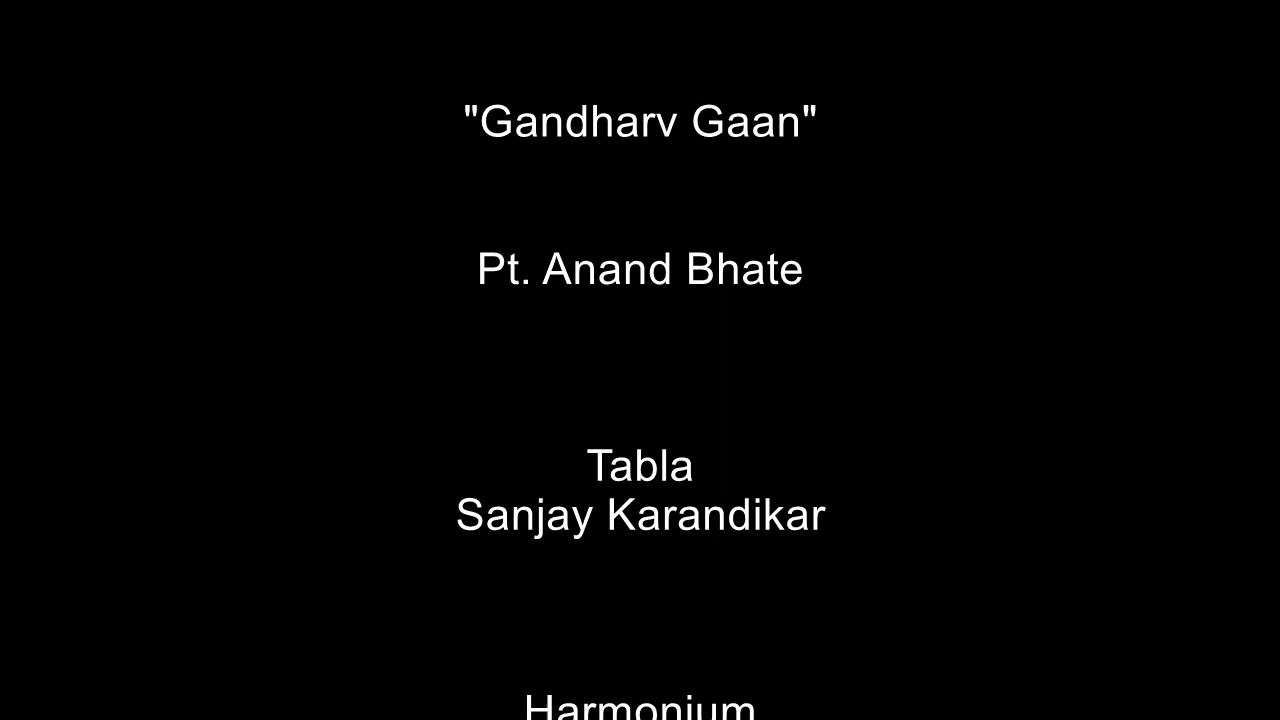 "Gandharv Gaan"
Pt. Anand Bhate
Tabla
Sanjay Karandikar
Harmonium